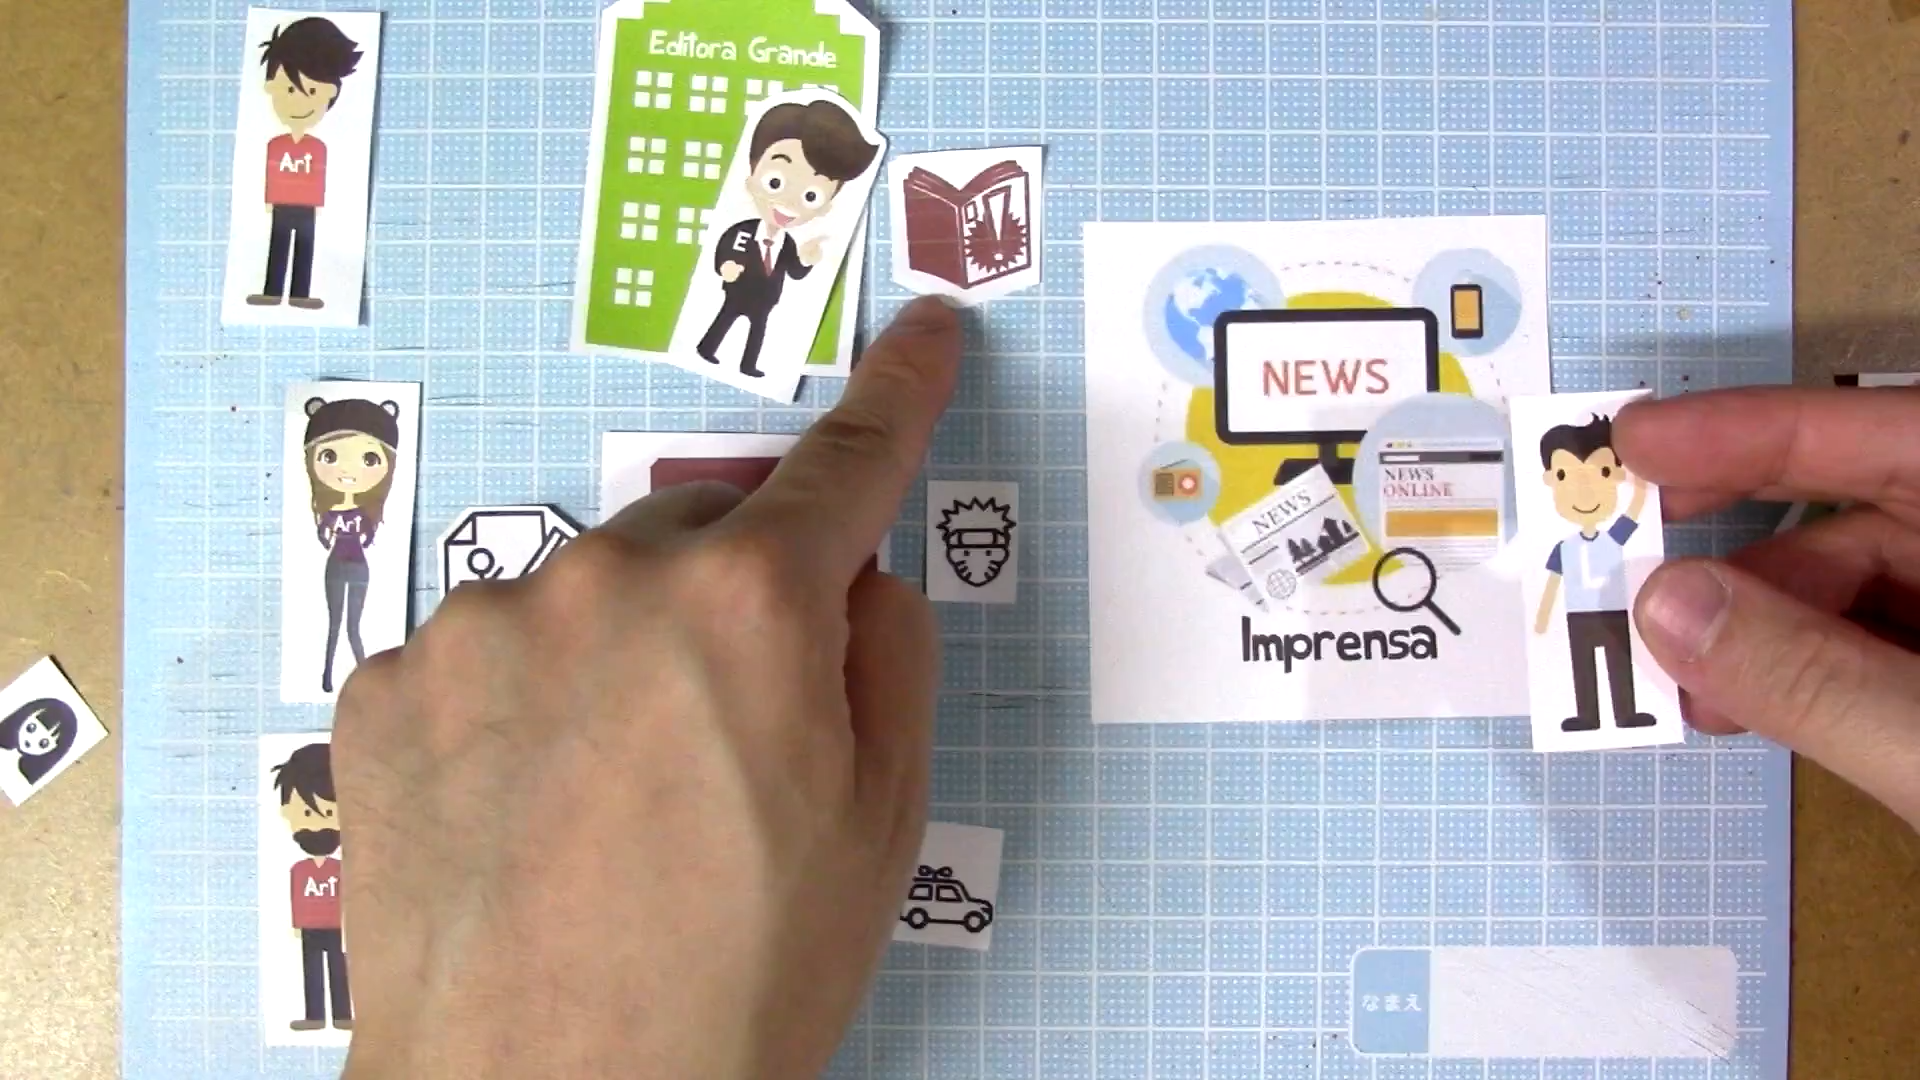 Editora Grande
Art
E
NEWS
NEWS
ONLINE
NEWS
Art
L
Imprensa
Art
なまえ